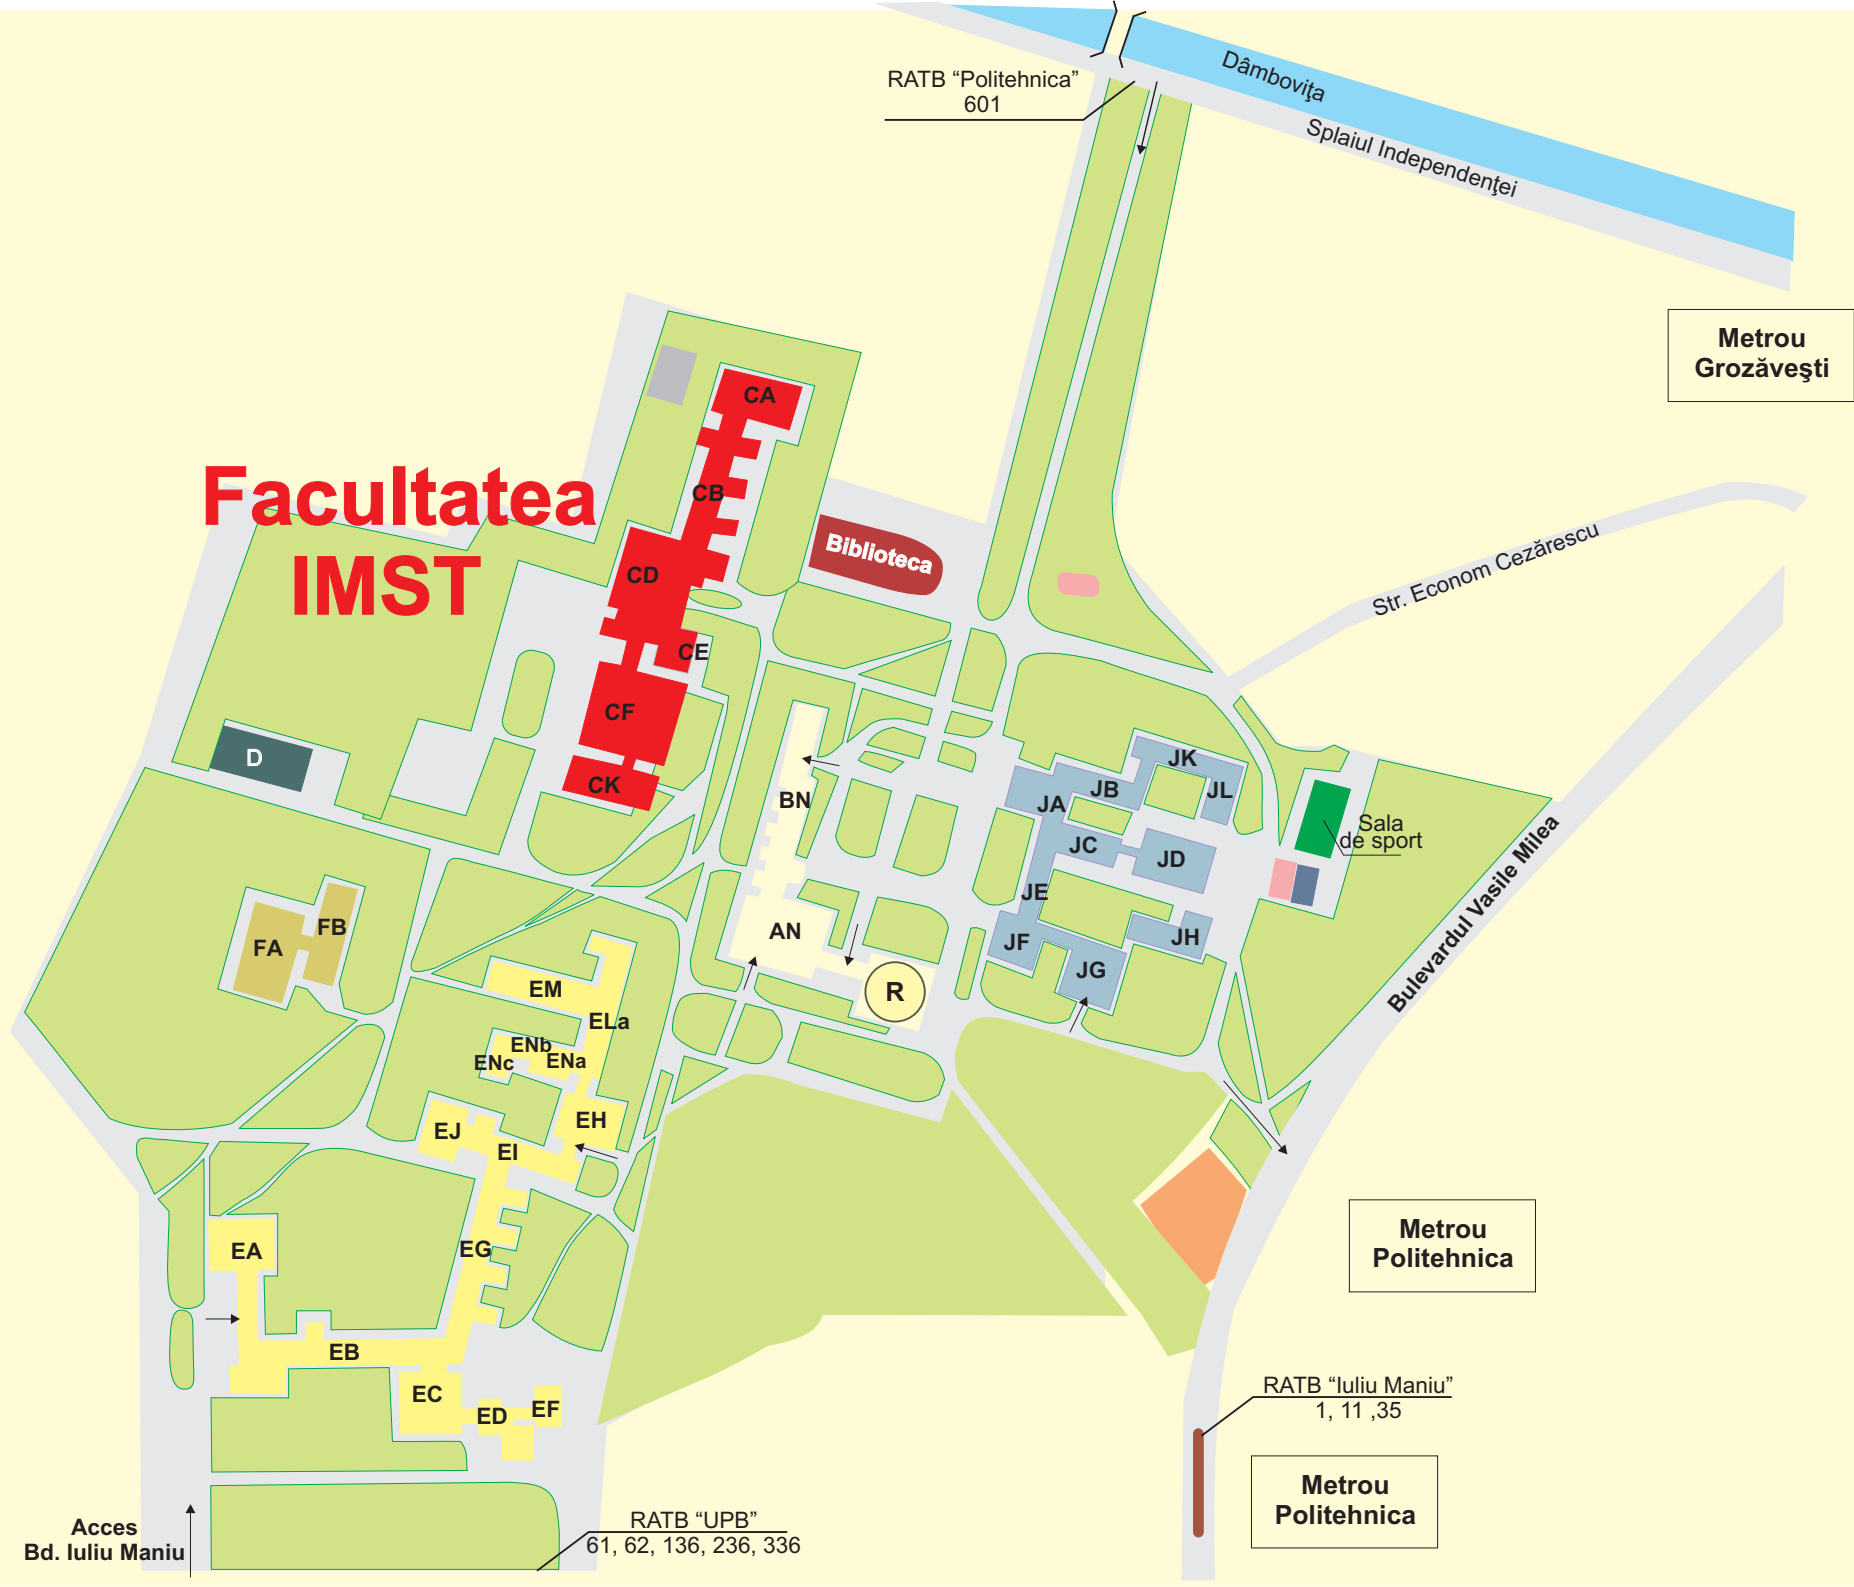 Dâmboviţa
RATB “Politehnica”
601
Splaiul Independenţei
Metrou
Grozăveşti
CA
Facultatea
IMST
CB
Biblioteca
Str. Econom Cezărescu
CD
CE
CF
D
CK
BN
JK
JB
JL
JA
JC
JD
Sala
de sport
JE
Bulevardul Vasile Milea
FB
FA
AN
JF
JH
JG
R
EM
ELa
ENb
ENc
ENa
EJ
EH
EI
EA
EG
Metrou
Politehnica
EB
EC
ED
EF
RATB “Iuliu Maniu”
1, 11 ,35
Metrou
Politehnica
Acces
Bd. Iuliu Maniu
RATB “UPB”
61, 62, 136, 236, 336